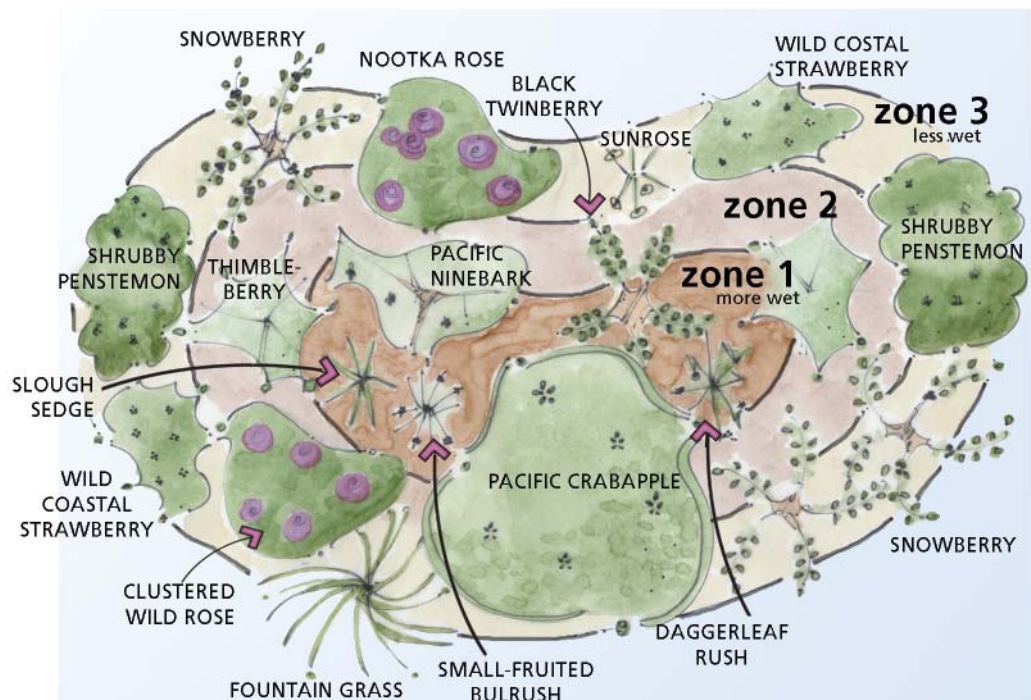 SNOWBERRY
NOOTKA ROSE
BLACK
TWINBERRY
SUNROSE
WILD COSTAL
STRAWBERRY
zone 3
less wet
zone 2
SHRUBBY
PENSTEMON
THIMBLE-
BERRY
PACIFIC
NINEBARK
zone 1
more wet
SHRUBBY
PENSTEMON
SLOUGH
SEDGE
WILD
COASTAL
STRAWBERRY
PACIFIC CRABAPPLE
SNOWBERRY
CLUSTERED
WILD ROSE
FOUNTAIN GRASS
SMALL-FRUITED
BULRUSH
DAGGERLEAF
RUSH